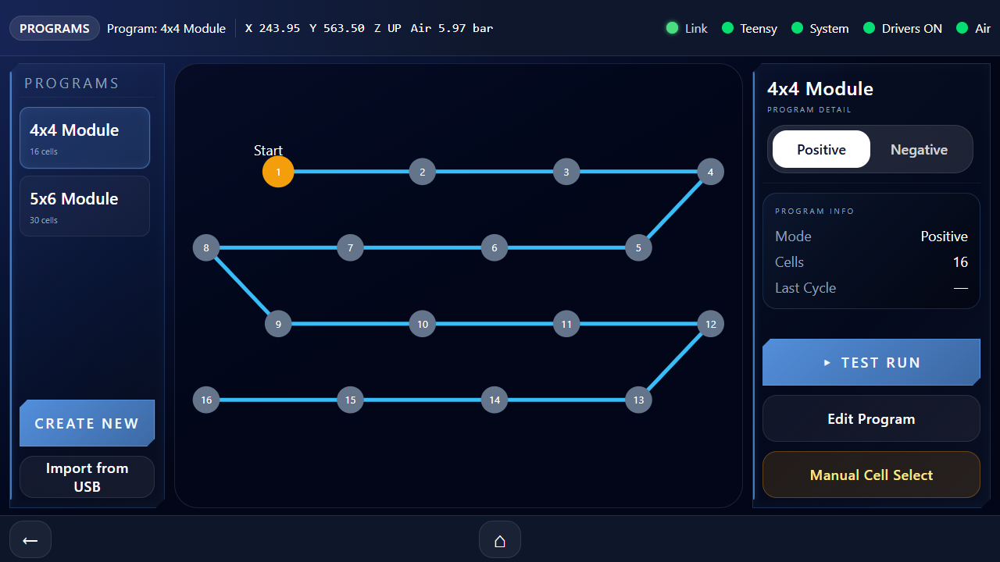 PROGRAMS Program: 4x4 Module X 243.95 Y 563.50 Z UP Air 5.97 bar Link Teensy System Drivers ON Air
PROGRAMS
4x4 Module
16 cells
5x6 Module
30 cells
CREATE NEW
Import from
USB
Start
1 2 3 4
8 7 6 5
9 10 11 12
16 15 14 13
4x4 Module
PROGRAM DETAIL
Positive Negative
PROGRAM INFO
Mode Positive
Cells 16
Last Cycle —
▶ TEST RUN
Edit Program
Manual Cell Select